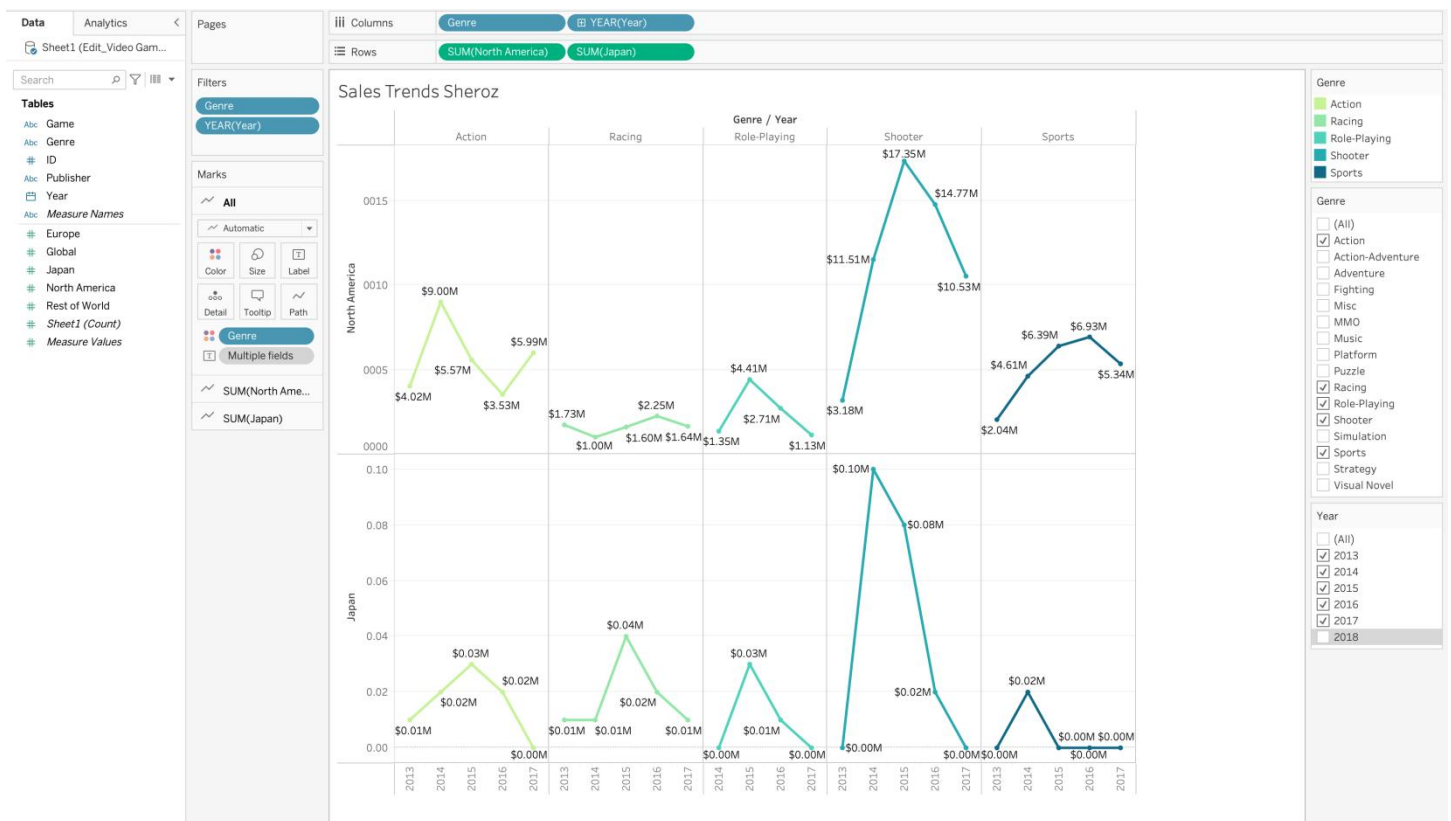 Data Analytics
Sheet1 (Edit_Video Gam...
Search
Tables
Abc Game
Abc Genre
# ID
Abc Publisher
Year
Abc Measure Names
# Europe
# Global
# Japan
# North America
# Rest of World
# Sheet1 (Count)
# Measure Values
Pages
Filters
Genre
YEAR(Year)
Marks
All
Automatic
Color Size Label
Detail Tooltip Path
Genre
Multiple fields
SUM(North Ame...
SUM(Japan)
Columns Genre YEAR(Year)
Rows SUM(North America) SUM(Japan)
Sales Trends Sheroz
Genre / Year
Action Racing Role-Playing Shooter Sports
North America
0015
0010
0005
0000
$4.02M $9.00M $5.57M $3.53M $5.99M
$1.73M $1.00M $1.60M $2.25M $1.64M
$1.35M $4.41M $2.71M $1.13M
$3.18M $11.51M $17.35M $14.77M $10.53M
$2.04M $4.61M $6.39M $6.93M $5.34M
Japan
0.10
0.08
0.06
0.04
0.02
0.00
$0.01M $0.02M $0.03M $0.02M $0.00M
$0.01M $0.01M $0.04M $0.02M $0.01M
$0.00M $0.03M $0.01M $0.00M
$0.00M $0.10M $0.08M $0.02M $0.00M
$0.00M $0.02M $0.00M $0.00M $0.00M
2013 2014 2015 2016 2017 2013 2014 2015 2016 2017 2014 2015 2016 2017 2013 2014 2015 2016 2017 2013 2014 2015 2016 2017
Genre
Action
Racing
Role-Playing
Shooter
Sports
Genre
(All)
Action
Action-Adventure
Adventure
Fighting
Misc
MMO
Music
Platform
Puzzle
Racing
Role-Playing
Shooter
Simulation
Sports
Strategy
Visual Novel
Year
(All)
2013
2014
2015
2016
2017
2018